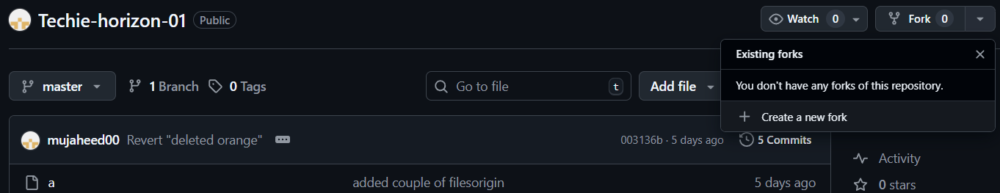 Techie-horizon-01 Public
Watch 0
Fork 0
Existing forks
You don't have any forks of this repository.
Create a new fork
master
1 Branch
0 Tags
Go to file
t
Add file
mujaheed00 Revert "deleted orange"
003136b · 5 days ago
5 Commits
a
added couple of filesorigin
5 days ago
Activity
0 stars